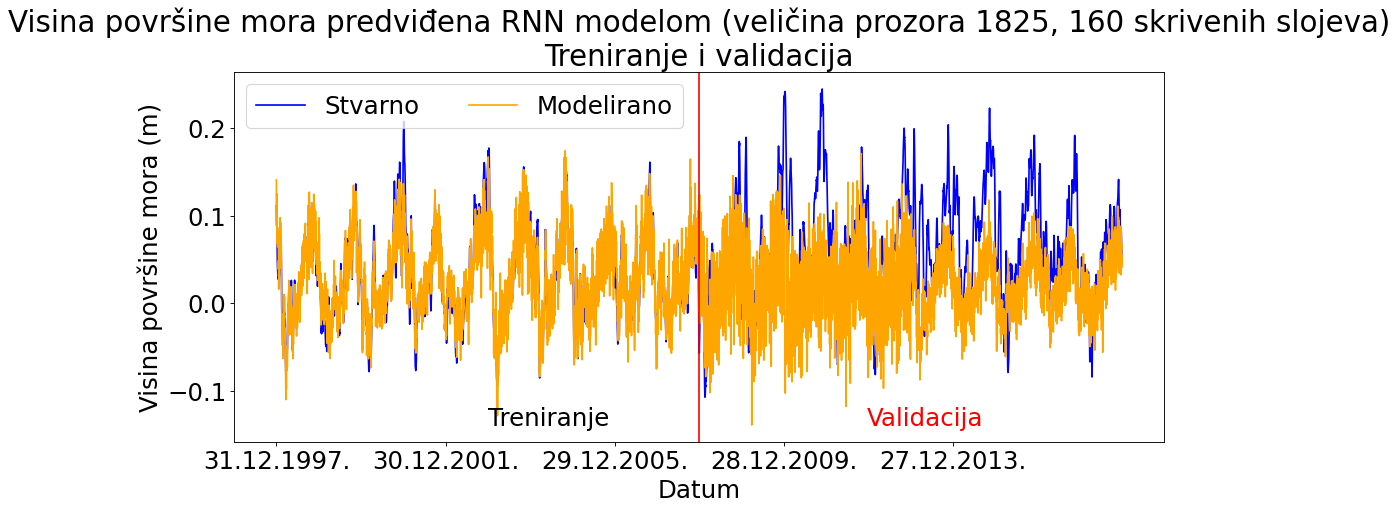 Visina površine mora predviđena RNN modelom (veličina prozora 1825, 160 skrivenih slojeva)
Treniranje i validacija
Stvarno
Modelirano
Visina površine mora (m)
0.2
0.1
0.0
−0.1
Treniranje
Validacija
31.12.1997.
30.12.2001.
29.12.2005.
28.12.2009.
27.12.2013.
Datum